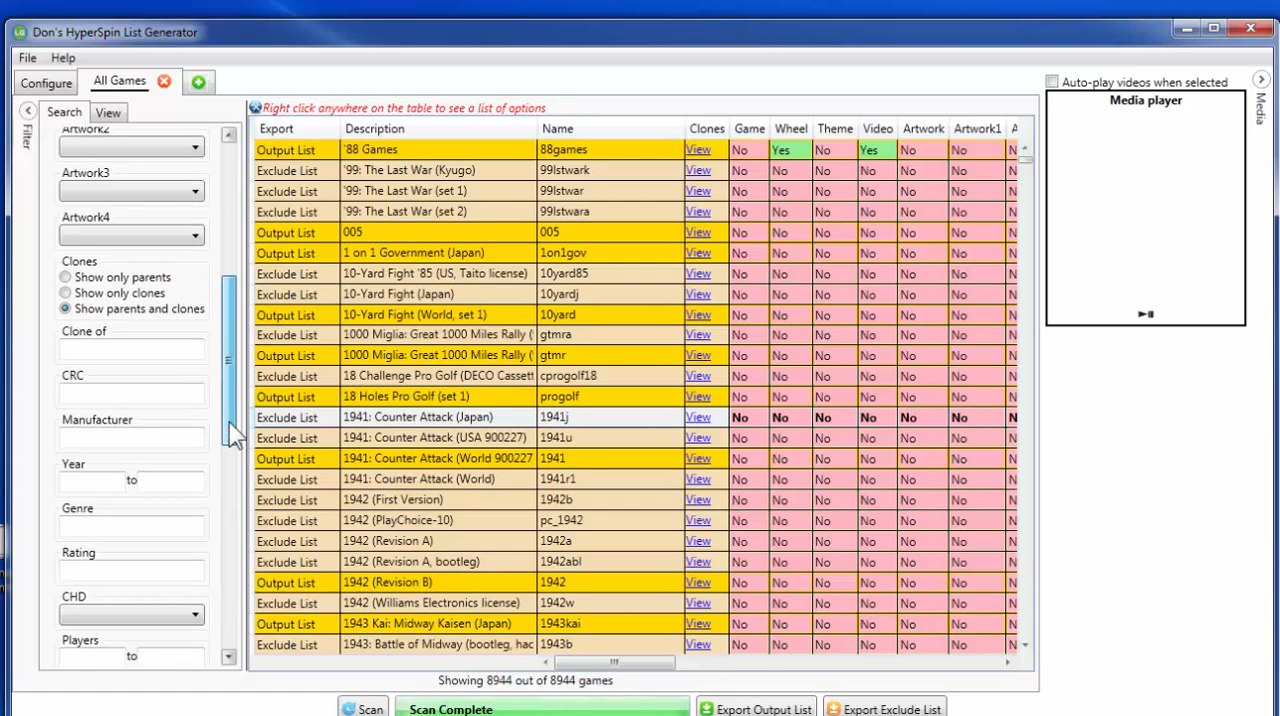 Don's HyperSpin List Generator
File Help
Configure All Games
Auto-play videos when selected
Search View
Right click anywhere on the table to see a list of options
Media player
Media
Filter
Artwork2
Artwork3
Artwork4
Clones
Show only parents
Show only clones
Show parents and clones
Clone of
CRC
Manufacturer
Year
to
Genre
Rating
CHD
Players
to
Export Description Name Clones Game Wheel Theme Video Artwork Artwork1 A
Output List '88 Games 88games View No Yes No Yes No No N
Exclude List '99: The Last War (Kyugo) 99lstwark View No No No No No No N
Exclude List '99: The Last War (set 1) 99lstwar View No No No No No No N
Exclude List '99: The Last War (set 2) 99lstwara View No No No No No No N
Output List 005 005 View No No No No No No N
Output List 1 on 1 Government (Japan) 1on1gov View No No No No No No N
Exclude List 10-Yard Fight '85 (US, Taito license) 10yard85 View No No No No No No N
Exclude List 10-Yard Fight (Japan) 10yardj View No No No No No No N
Output List 10-Yard Fight (World, set 1) 10yard View No No No No No No N
Exclude List 1000 Miglia: Great 1000 Miles Rally ( gtmra View No No No No No No N
Output List 1000 Miglia: Great 1000 Miles Rally ( gtmr View No No No No No No N
Exclude List 18 Challenge Pro Golf (DECO Cassett cprogolf18 View No No No No No No N
Output List 18 Holes Pro Golf (set 1) progolf View No No No No No No N
Exclude List 1941: Counter Attack (Japan) 1941j View No No No No No No N
Exclude List 1941: Counter Attack (USA 900227) 1941u View No No No No No No N
Output List 1941: Counter Attack (World 900227 1941 View No No No No No No N
Exclude List 1941: Counter Attack (World) 1941r1 View No No No No No No N
Exclude List 1942 (First Version) 1942b View No No No No No No N
Exclude List 1942 (PlayChoice-10) pc_1942 View No No No No No No N
Exclude List 1942 (Revision A) 1942a View No No No No No No N
Exclude List 1942 (Revision A, bootleg) 1942abl View No No No No No No N
Output List 1942 (Revision B) 1942 View No No No No No No N
Exclude List 1942 (Williams Electronics license) 1942w View No No No No No No N
Output List 1943 Kai: Midway Kaisen (Japan) 1943kai View No No No No No No N
Exclude List 1943: Battle of Midway (bootleg, hac 1943b View No No No No No No N
Showing 8944 out of 8944 games
Scan Scan Complete Export Output List Export Exclude List